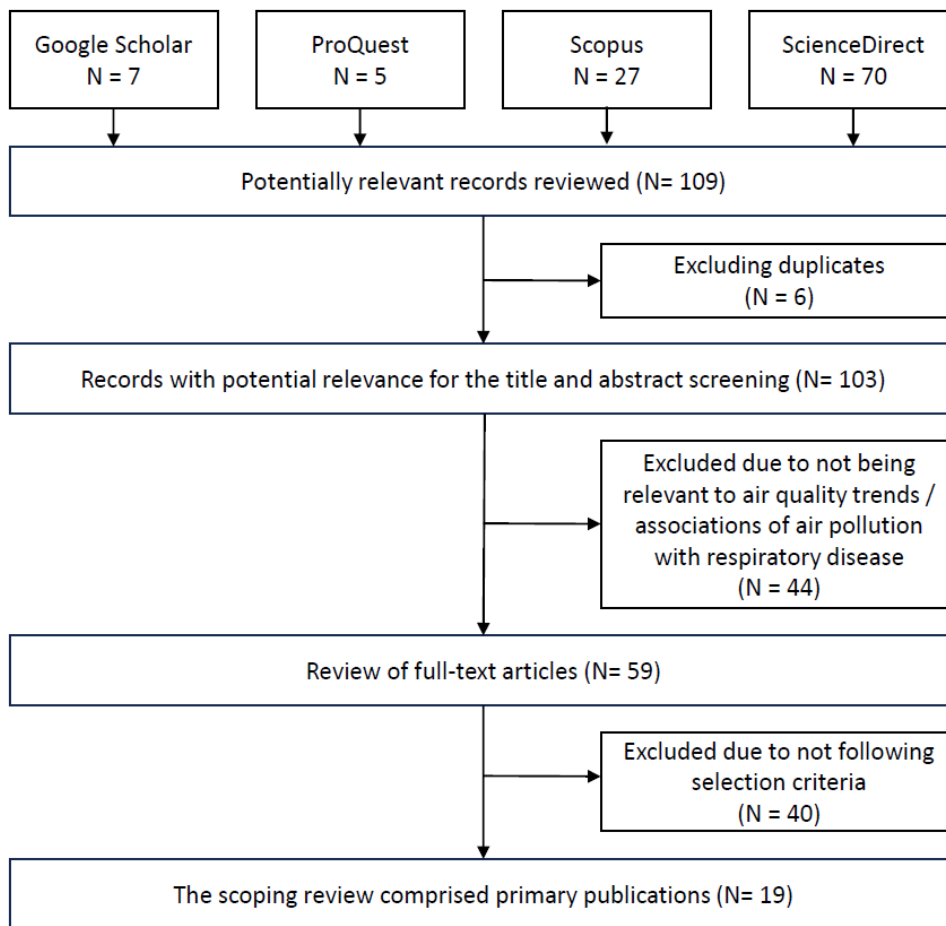 Google Scholar
N = 7
ProQuest
N = 5
Scopus
N = 27
ScienceDirect
N = 70
Potentially relevant records reviewed (N= 109)
Excluding duplicates
(N = 6)
Records with potential relevance for the title and abstract screening (N= 103)
Excluded due to not being
relevant to air quality trends /
associations of air pollution
with respiratory disease
(N = 44)
Review of full-text articles (N= 59)
Excluded due to not following
selection criteria
(N = 40)
The scoping review comprised primary publications (N= 19)